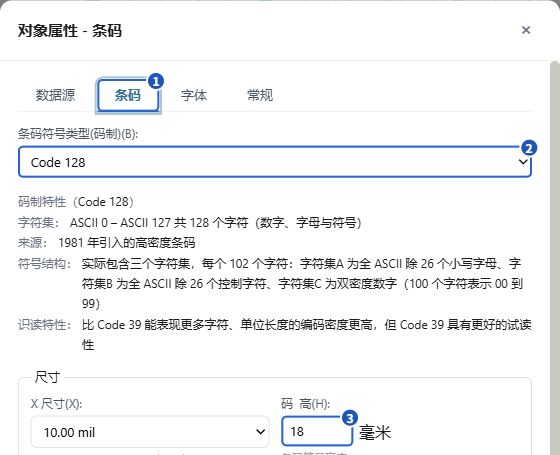 对象属性 - 条码 ×
数据源 条码 1 字体 常规
条码符号类型(码制)(B):
2
Code 128
码制特性（Code 128）
字符集： ASCII 0 – ASCII 127 共 128 个字符（数字、字母与符号）
来源： 1981 年引入的高密度条码
符号结构： 实际包含三个字符集，每个 102 个字符：字符集A 为全 ASCII 除 26 个小写字母、字
符集B 为全 ASCII 除 26 个控制字符、字符集C 为双密度数字（100 个字符表示 00 到
99）
识读特性： 比 Code 39 能表现更多字符、单位长度的编码密度更高，但 Code 39 具有更好的试读
性
尺寸
X 尺寸(X): 码 高(H):
3
10.00 mil 18 毫米